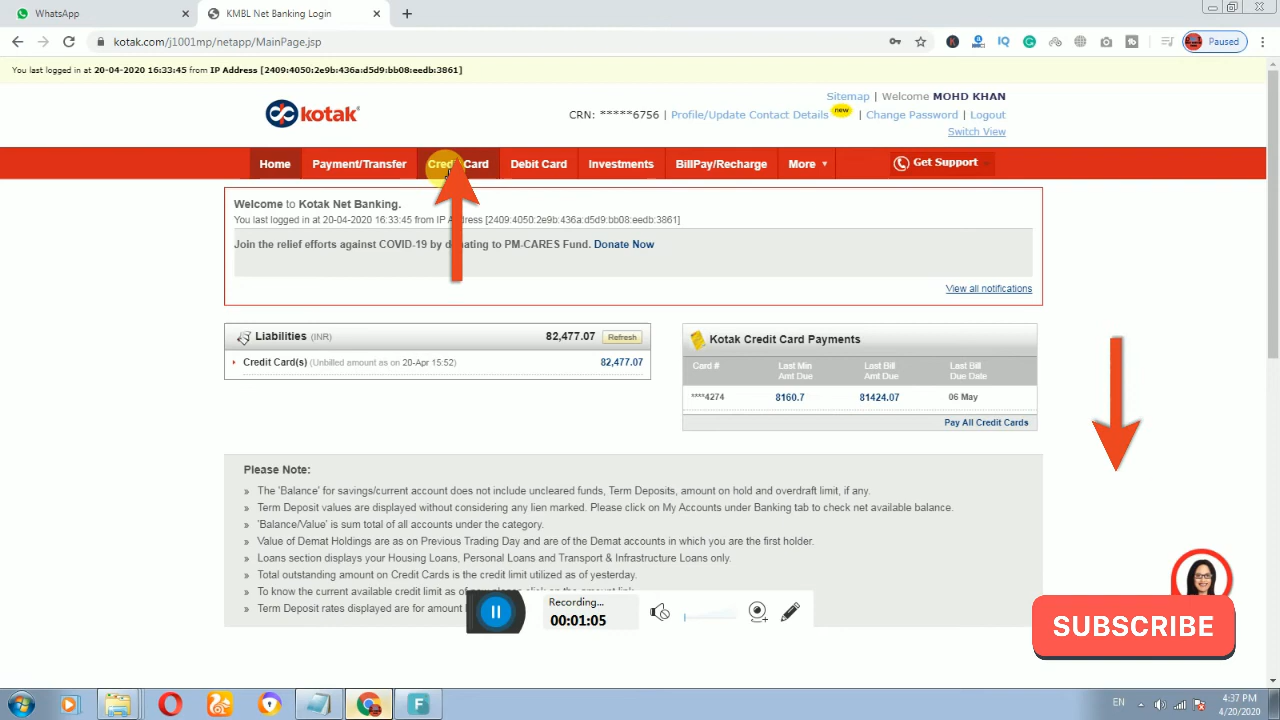 WhatsApp
KMBL Net Banking Login
kotak.com/j1001mp/netapp/MainPage.jsp
IQ
Paused
You last logged in at 20-04-2020 16:33:45 from IP Address [2409:4050:2e9b:436a:d5d9:bb08:eedb:3861]
kotak
Sitemap | Welcome MOHD KHAN
CRN: *****6756 | Profile/Update Contact Details new | Change Password | Logout
Switch View
Home Payment/Transfer Credit Card Debit Card Investments BillPay/Recharge More Get Support
Welcome to Kotak Net Banking.
You last logged in at 20-04-2020 16:33:45 from IP Address [2409:4050:2e9b:436a:d5d9:bb08:eedb:3861]
Join the relief efforts against COVID-19 by donating to PM-CARES Fund. Donate Now
View all notifications
Liabilities (INR) 82,477.07 Refresh
Credit Card(s) (Unbilled amount as on 20-Apr 15:52) 82,477.07
Kotak Credit Card Payments
Card # Last Min Amt Due Last Bill Amt Due Last Bill Due Date
****4274 8160.7 81424.07 06 May
Pay All Credit Cards
Please Note:
» The 'Balance' for savings/current account does not include uncleared funds, Term Deposits, amount on hold and overdraft limit, if any.
» Term Deposit values are displayed without considering any lien marked. Please click on My Accounts under Banking tab to check net available balance.
» 'Balance/Value' is sum total of all accounts under the category.
» Value of Demat Holdings are as on Previous Trading Day and are of the Demat accounts in which you are the first holder.
» Loans section displays your Housing Loans, Personal Loans and Transport & Infrastructure Loans only.
» Total outstanding amount on Credit Cards is the credit limit utilized as of yesterday.
» To know the current available credit limit as of
» Term Deposit rates displayed are for amount
Recording...
00:01:05
SUBSCRIBE
EN
4:37 PM
4/20/2020